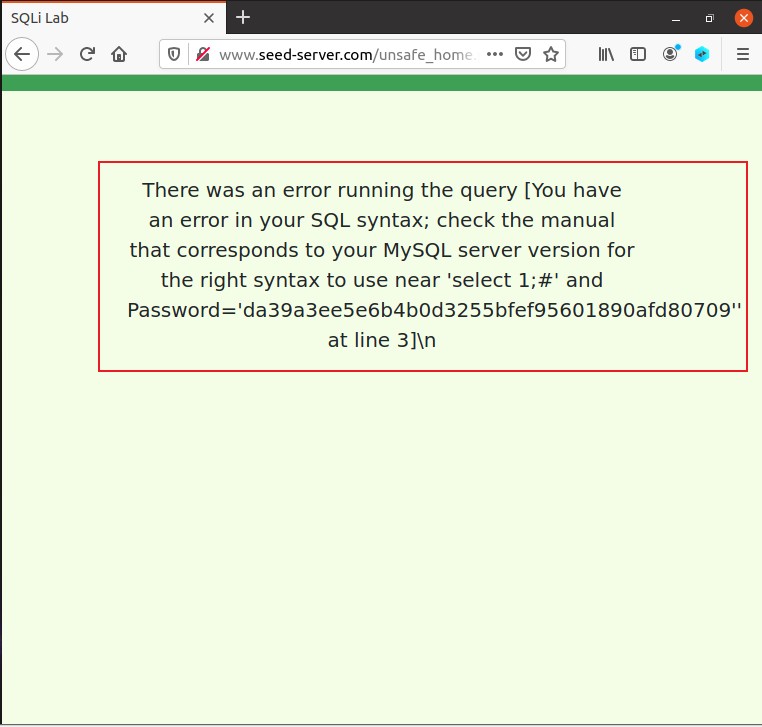 SQLi Lab
www.seed-server.com/unsafe_home.
There was an error running the query [You have
an error in your SQL syntax; check the manual
that corresponds to your MySQL server version for
the right syntax to use near 'select 1;#' and
Password='da39a3ee5e6b4b0d3255bfef95601890afd80709''
at line 3]\n